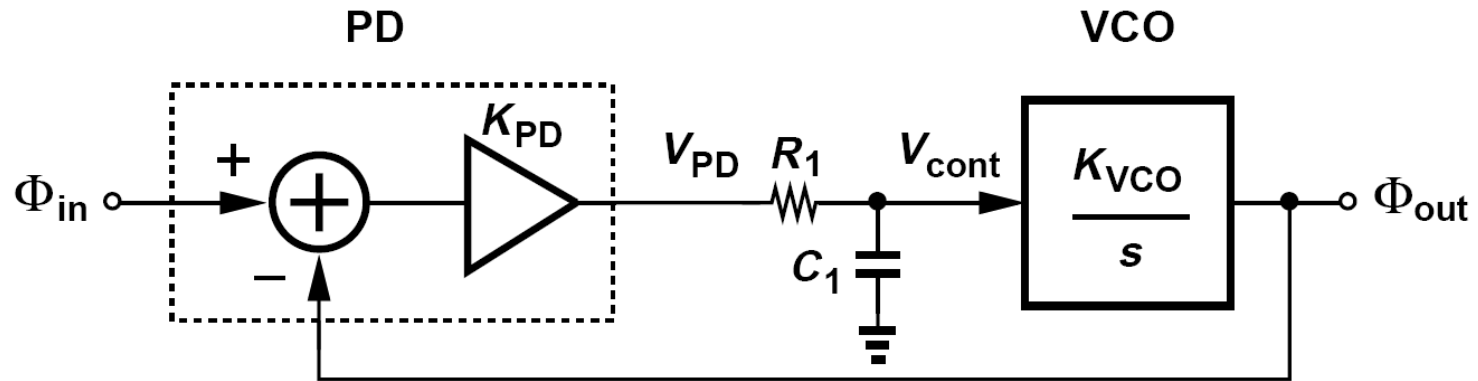 PD
VCO
K_PD
V_PD
R_1
V_cont
K_VCO
s
Φ_in
+
+
−
C_1
Φ_out